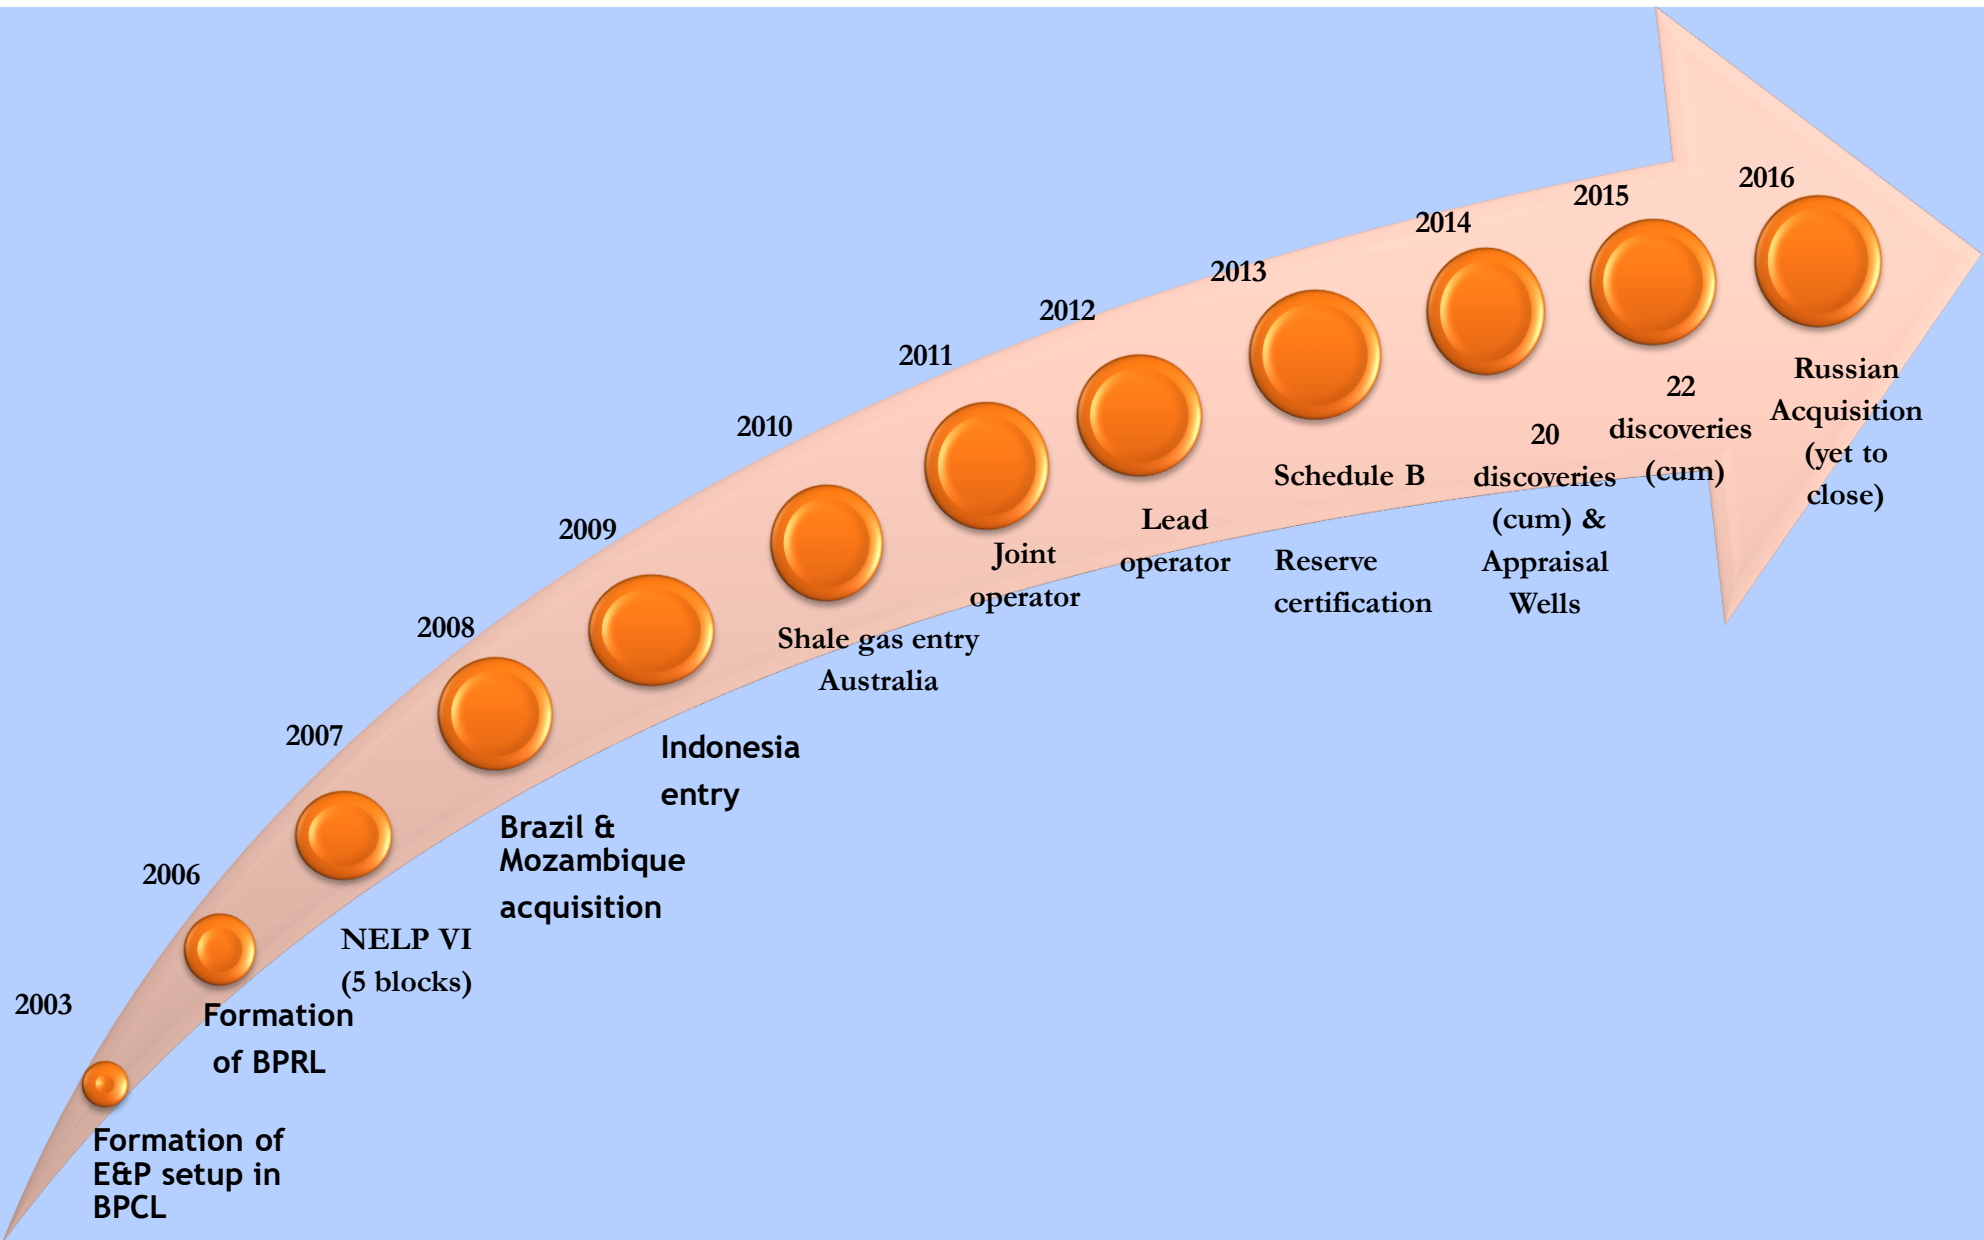 2003
Formation of
E&P setup in
BPCL
2006
Formation
of BPRL
2007
NELP VI
(5 blocks)
2008
Brazil &
Mozambique
acquisition
2009
Indonesia
entry
2010
Shale gas entry
Australia
2011
Joint
operator
2012
Lead
operator
2013
Schedule B
Reserve
certification
2014
20
discoveries
(cum) &
Appraisal
Wells
2015
22
discoveries
(cum)
2016
Russian
Acquisition
(yet to
close)